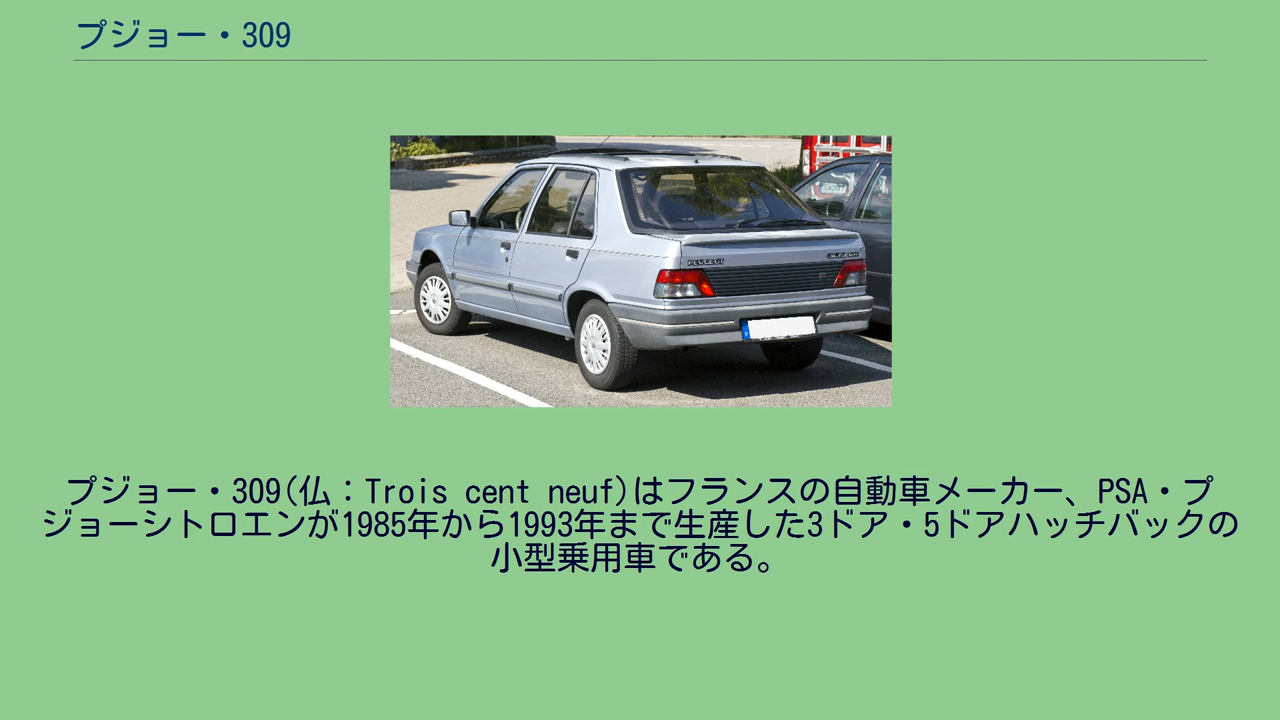 プジョー・309
PEUGEOT
プジョー・309(仏：Trois cent neuf)はフランスの自動車メーカー、PSA・プ
ジョーシトロエンが1985年から1993年まで生産した3ドア・5ドアハッチバックの
小型乗用車である。